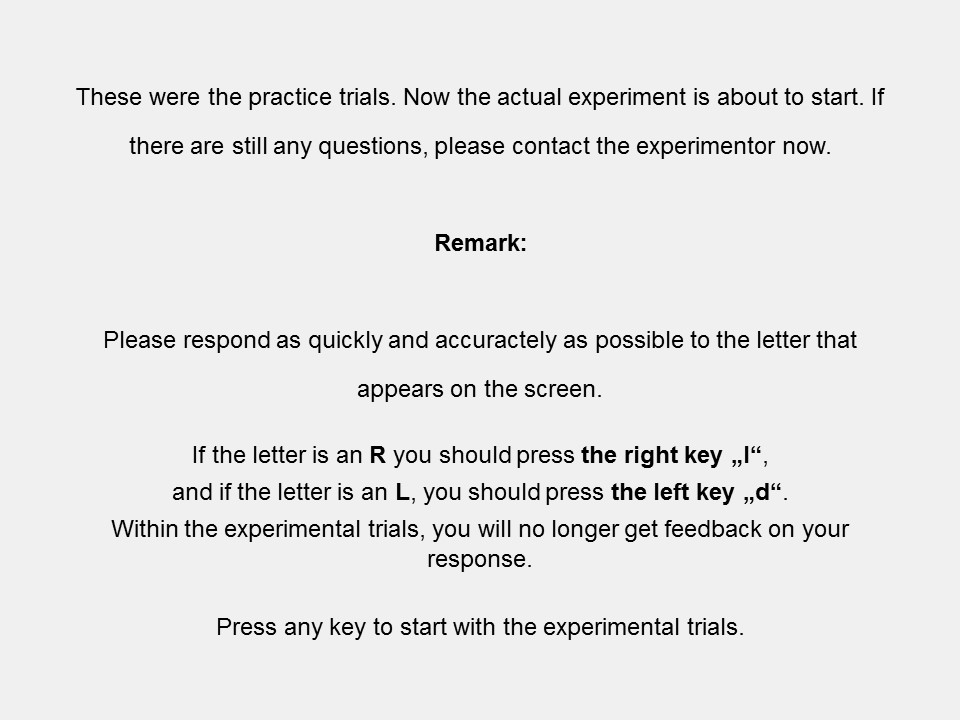 These were the practice trials. Now the actual experiment is about to start. If
there are still any questions, please contact the experimentor now.
Remark:
Please respond as quickly and accuractely as possible to the letter that
appears on the screen.
If the letter is an R you should press the right key „l“,
and if the letter is an L, you should press the left key „d“.
Within the experimental trials, you will no longer get feedback on your
response.
Press any key to start with the experimental trials.